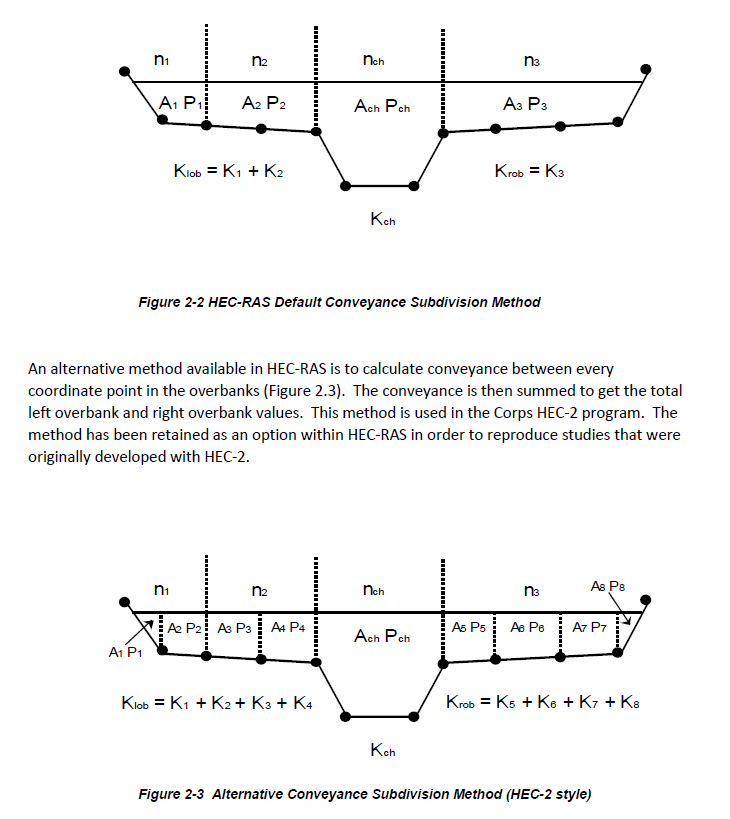 n1 n2 nch n3
A1 P1 A2 P2 Ach Pch A3 P3
Klob = K1 + K2 Krob = K3
Kch
Figure 2-2 HEC-RAS Default Conveyance Subdivision Method
An alternative method available in HEC-RAS is to calculate conveyance between every
coordinate point in the overbanks (Figure 2.3). The conveyance is then summed to get the total
left overbank and right overbank values. This method is used in the Corps HEC-2 program. The
method has been retained as an option within HEC-RAS in order to reproduce studies that were
originally developed with HEC-2.
n1 n2 nch n3 A8 P8
A2 P2 A3 P3 A4 P4 Ach Pch A5 P5 A6 P6 A7 P7
A1 P1
Klob = K1 + K2 + K3 + K4 Krob = K5 + K6 + K7 + K8
Kch
Figure 2-3 Alternative Conveyance Subdivision Method (HEC-2 style)